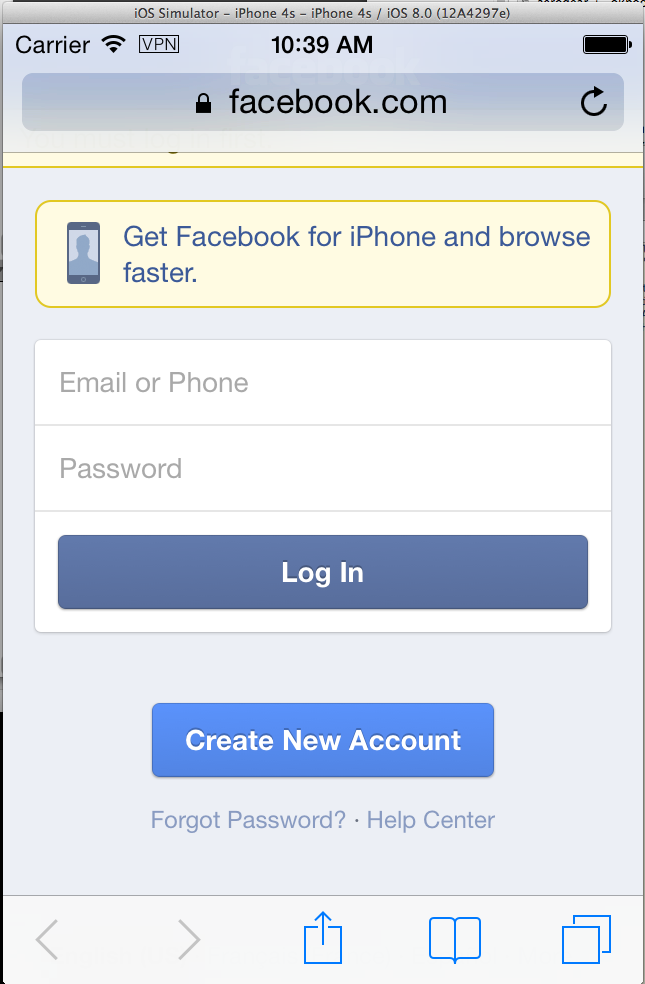 iOS Simulator – iPhone 4s – iPhone 4s / iOS 8.0 (12A4297e)
Carrier VPN 10:39 AM
facebook
facebook.com
Get Facebook for iPhone and browse
faster.
Email or Phone
Password
Log In
Create New Account
Forgot Password? · Help Center